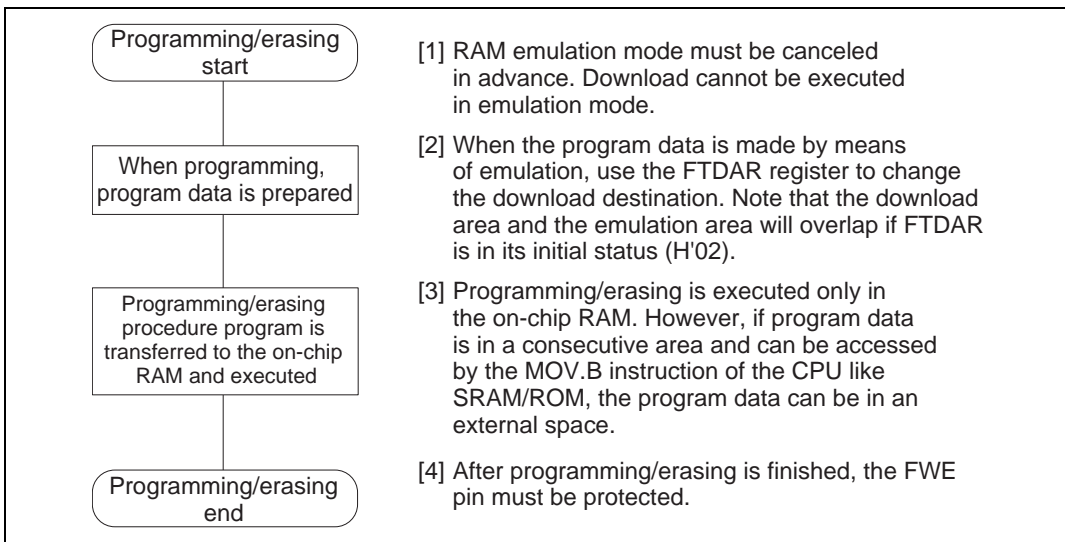 Programming/erasing
start
When programming,
program data is prepared
Programming/erasing
procedure program is
transferred to the on-chip
RAM and executed
Programming/erasing
end
[1] RAM emulation mode must be canceled
in advance. Download cannot be executed
in emulation mode.
[2] When the program data is made by means
of emulation, use the FTDAR register to change
the download destination. Note that the download
area and the emulation area will overlap if FTDAR
is in its initial status (H'02).
[3] Programming/erasing is executed only in
the on-chip RAM. However, if program data
is in a consecutive area and can be accessed
by the MOV.B instruction of the CPU like
SRAM/ROM, the program data can be in an
external space.
[4] After programming/erasing is finished, the FWE
pin must be protected.